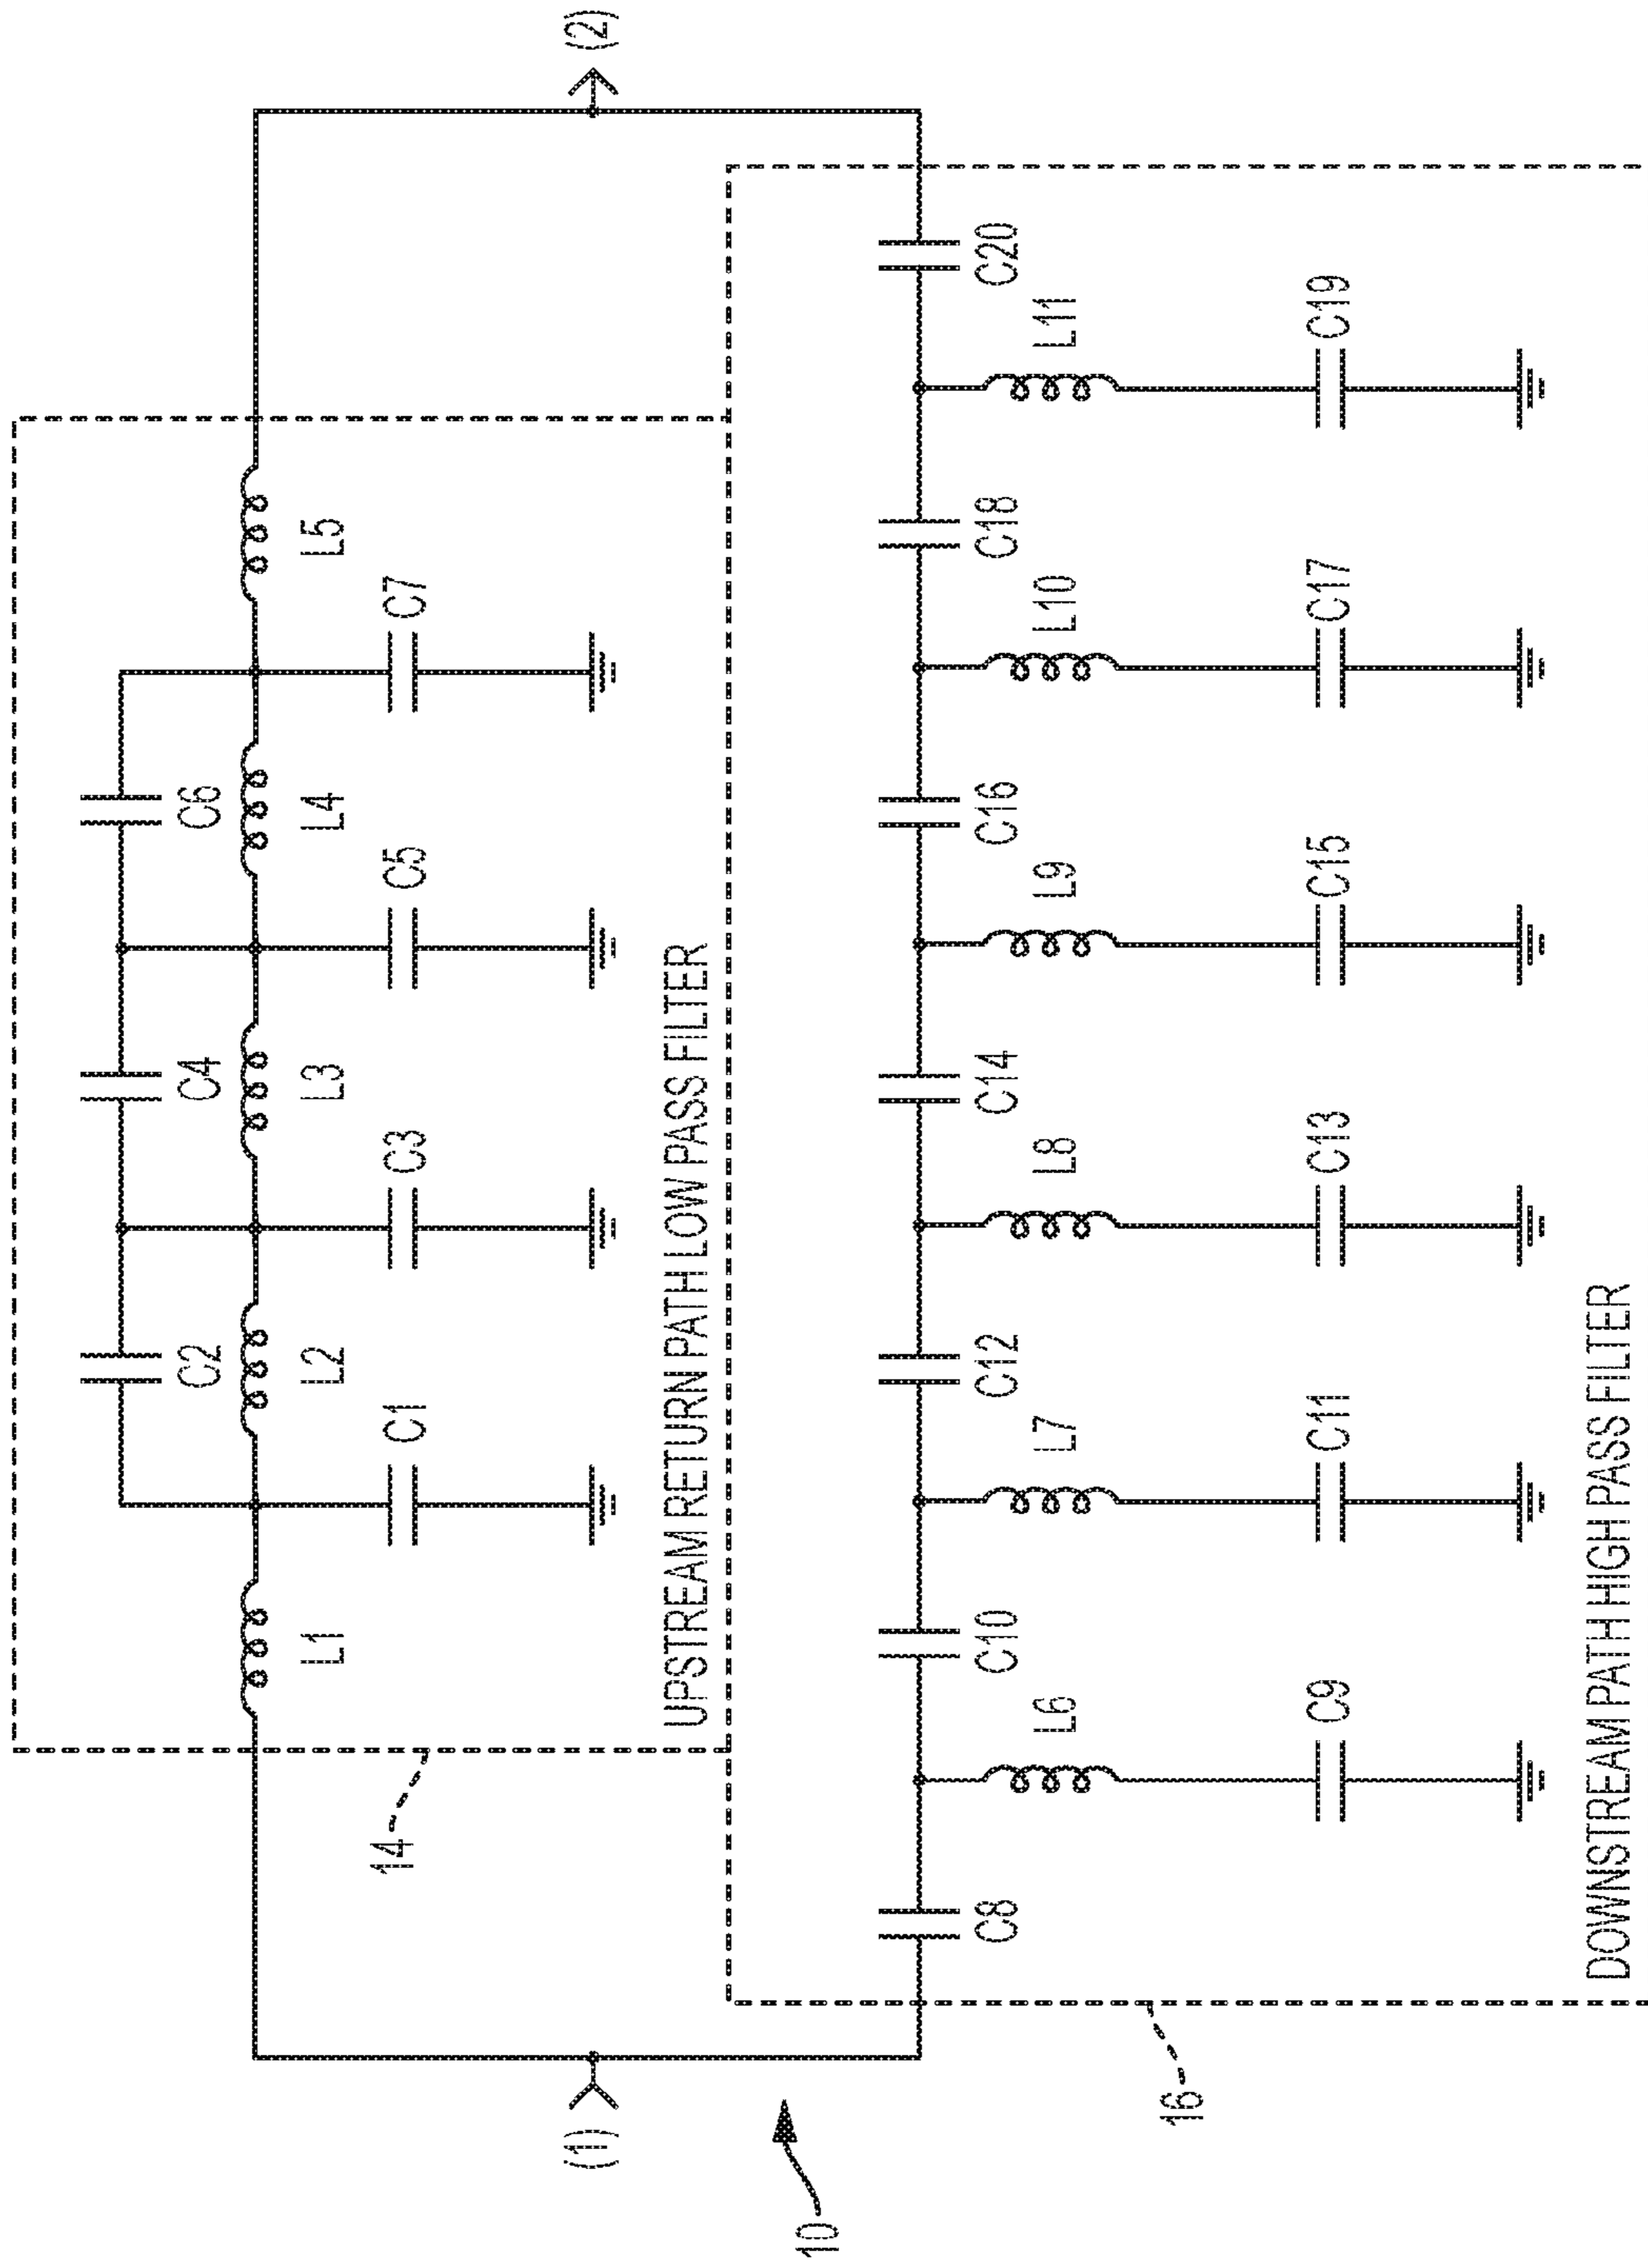 C2
C4
C6
L1
L2
L3
L4
L5
C1
C3
C5
C7
14
UPSTREAM RETURN PATH LOW PASS FILTER
(1)
(2)
10
C8
C10
C12
C14
C16
C18
C20
L6
L7
L8
L9
L10
L11
16
C9
C11
C13
C15
C17
C19
DOWNSTREAM PATH HIGH PASS FILTER